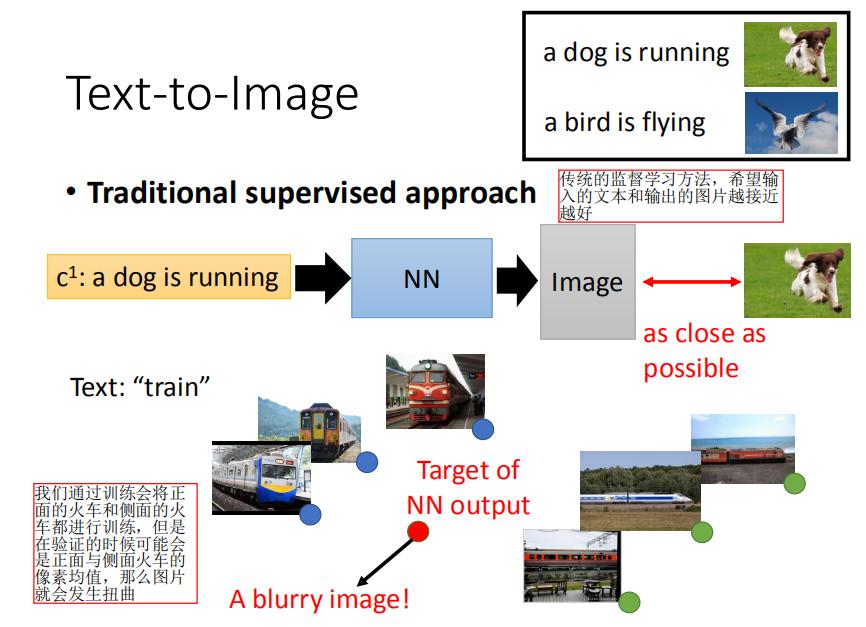 a dog is running
a bird is flying
Text-to-Image
• Traditional supervised approach
传统的监督学习方法，希望输
入的文本和输出的图片越接近
越好
c¹: a dog is running
NN
Image
as close as
possible
Text: “train”
Target of
NN output
A blurry image!
我们通过训练会将正
面的火车和侧面的火
车都进行训练，但是
在验证的时候可能会
是正面与侧面火车的
像素均值，那么图片
就会发生扭曲